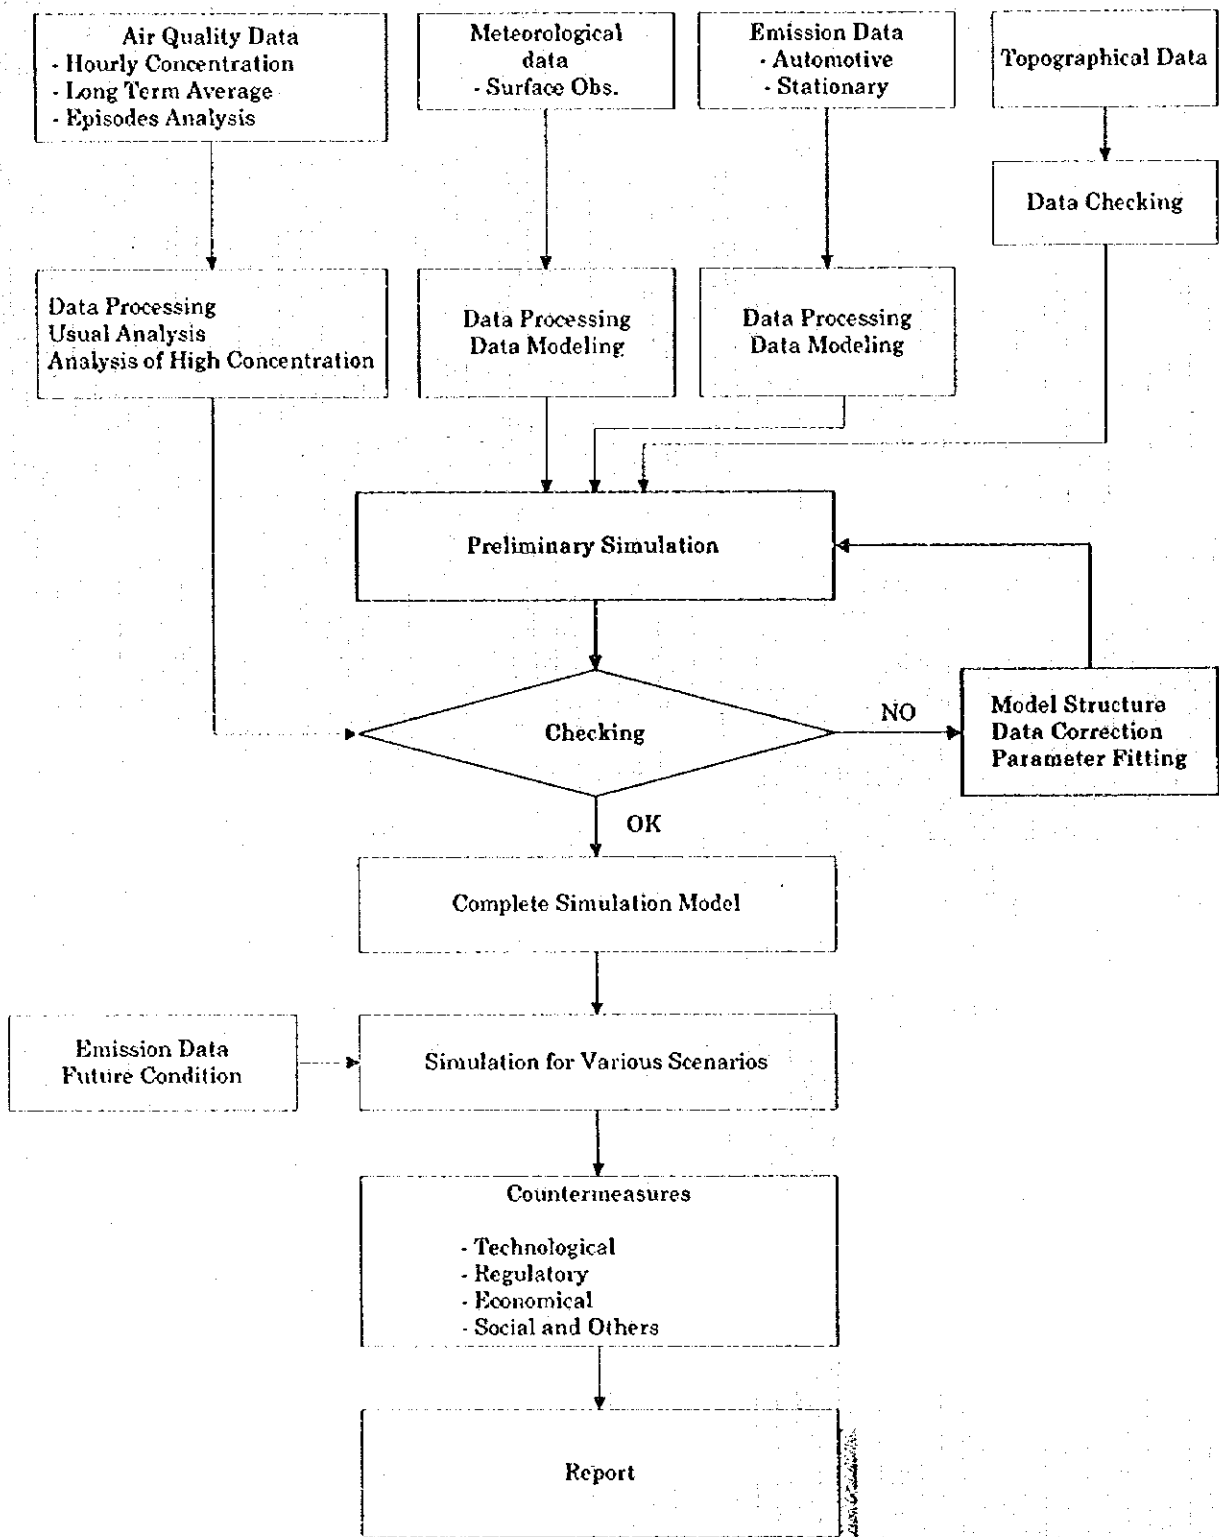 Air Quality Data
- Hourly Concentration
- Long Term Average
- Episodes Analysis
Meteorological
data
- Surface Obs.
Emission Data
- Automotive
- Stationary
Topographical Data
Data Checking
Data Processing
Usual Analysis
Analysis of High Concentration
Data Processing
Data Modeling
Data Processing
Data Modeling
Preliminary Simulation
Checking
NO
Model Structure
Data Correction
Parameter Fitting
OK
Complete Simulation Model
Emission Data
Future Condition
Simulation for Various Scenarios
Countermeasures
- Technological
- Regulatory
- Economical
- Social and Others
Report